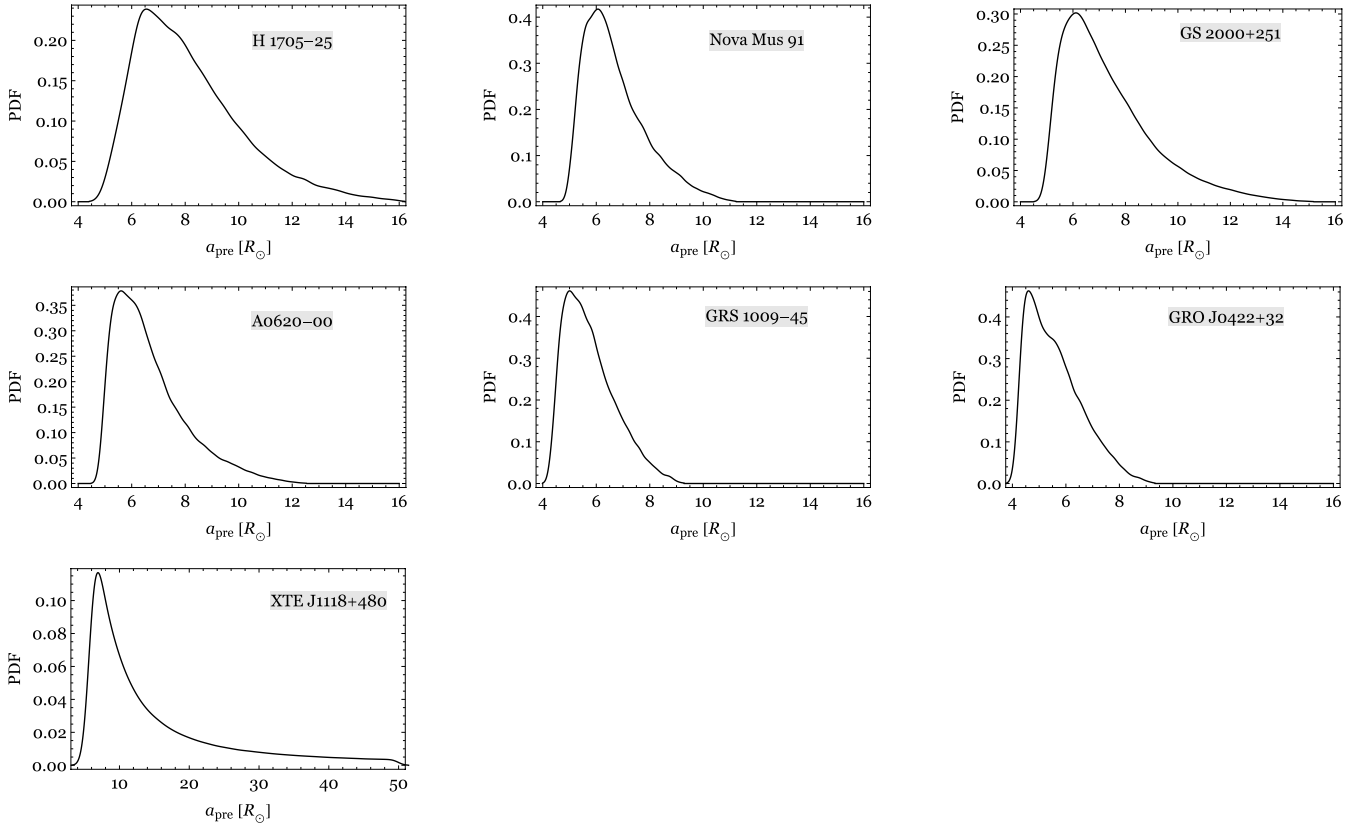 H 1705–25
PDF
0.20
0.15
0.10
0.05
0.00
4 6 8 10 12 14 16
a_pre [R_⊙]
Nova Mus 91
PDF
0.4
0.3
0.2
0.1
0.0
4 6 8 10 12 14 16
a_pre [R_⊙]
GS 2000+251
PDF
0.30
0.25
0.20
0.15
0.10
0.05
0.00
4 6 8 10 12 14 16
a_pre [R_⊙]
A0620–00
PDF
0.35
0.30
0.25
0.20
0.15
0.10
0.05
0.00
4 6 8 10 12 14 16
a_pre [R_⊙]
GRS 1009–45
PDF
0.4
0.3
0.2
0.1
0.0
4 6 8 10 12 14 16
a_pre [R_⊙]
GRO J0422+32
PDF
0.4
0.3
0.2
0.1
0.0
4 6 8 10 12 14 16
a_pre [R_⊙]
XTE J1118+480
PDF
0.10
0.08
0.06
0.04
0.02
0.00
10 20 30 40 50
a_pre [R_⊙]